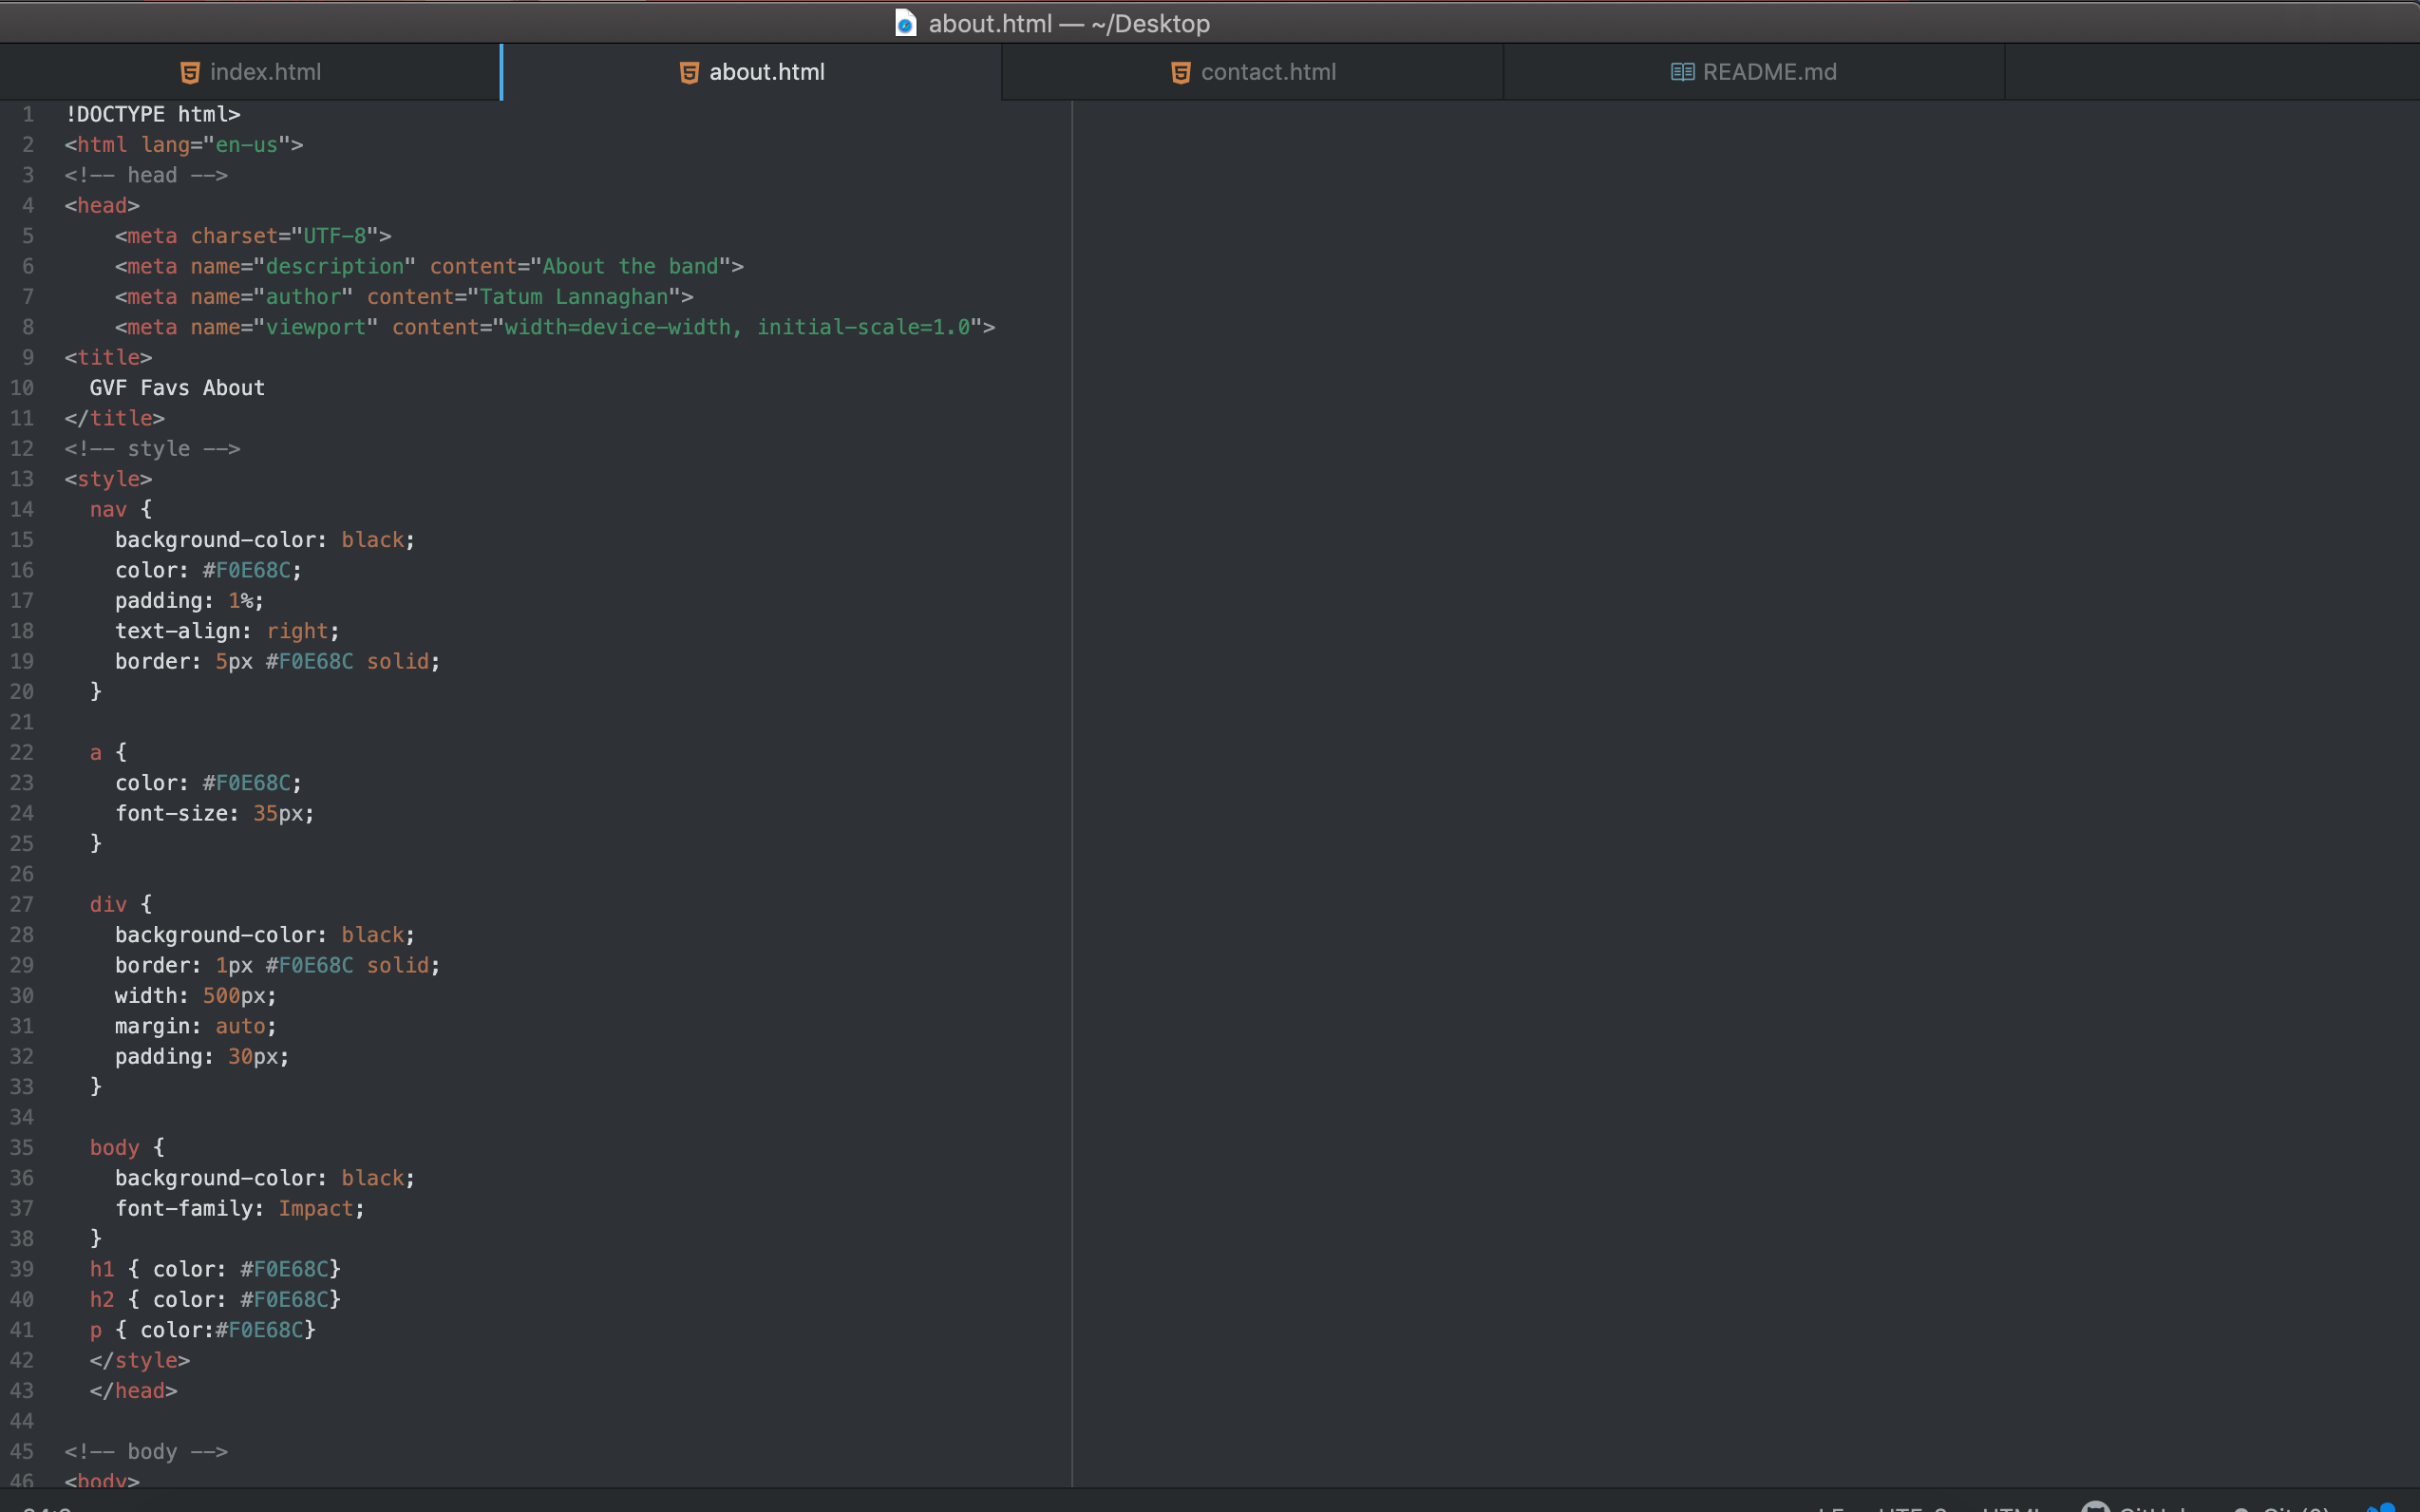 about.html — ~/Desktop
index.html
about.html
contact.html
README.md
1 !DOCTYPE html>
2 <html lang="en-us">
3 <!-- head -->
4 <head>
5 <meta charset="UTF-8">
6 <meta name="description" content="About the band">
7 <meta name="author" content="Tatum Lannaghan">
8 <meta name="viewport" content="width=device-width, initial-scale=1.0">
9 <title>
10 GVF Favs About
11 </title>
12 <!-- style -->
13 <style>
14 nav {
15 background-color: black;
16 color: #F0E68C;
17 padding: 1%;
18 text-align: right;
19 border: 5px #F0E68C solid;
20 }
21
22 a {
23 color: #F0E68C;
24 font-size: 35px;
25 }
26
27 div {
28 background-color: black;
29 border: 1px #F0E68C solid;
30 width: 500px;
31 margin: auto;
32 padding: 30px;
33 }
34
35 body {
36 background-color: black;
37 font-family: Impact;
38 }
39 h1 { color: #F0E68C}
40 h2 { color: #F0E68C}
41 p { color:#F0E68C}
42 </style>
43 </head>
44
45 <!-- body -->
46 <body>